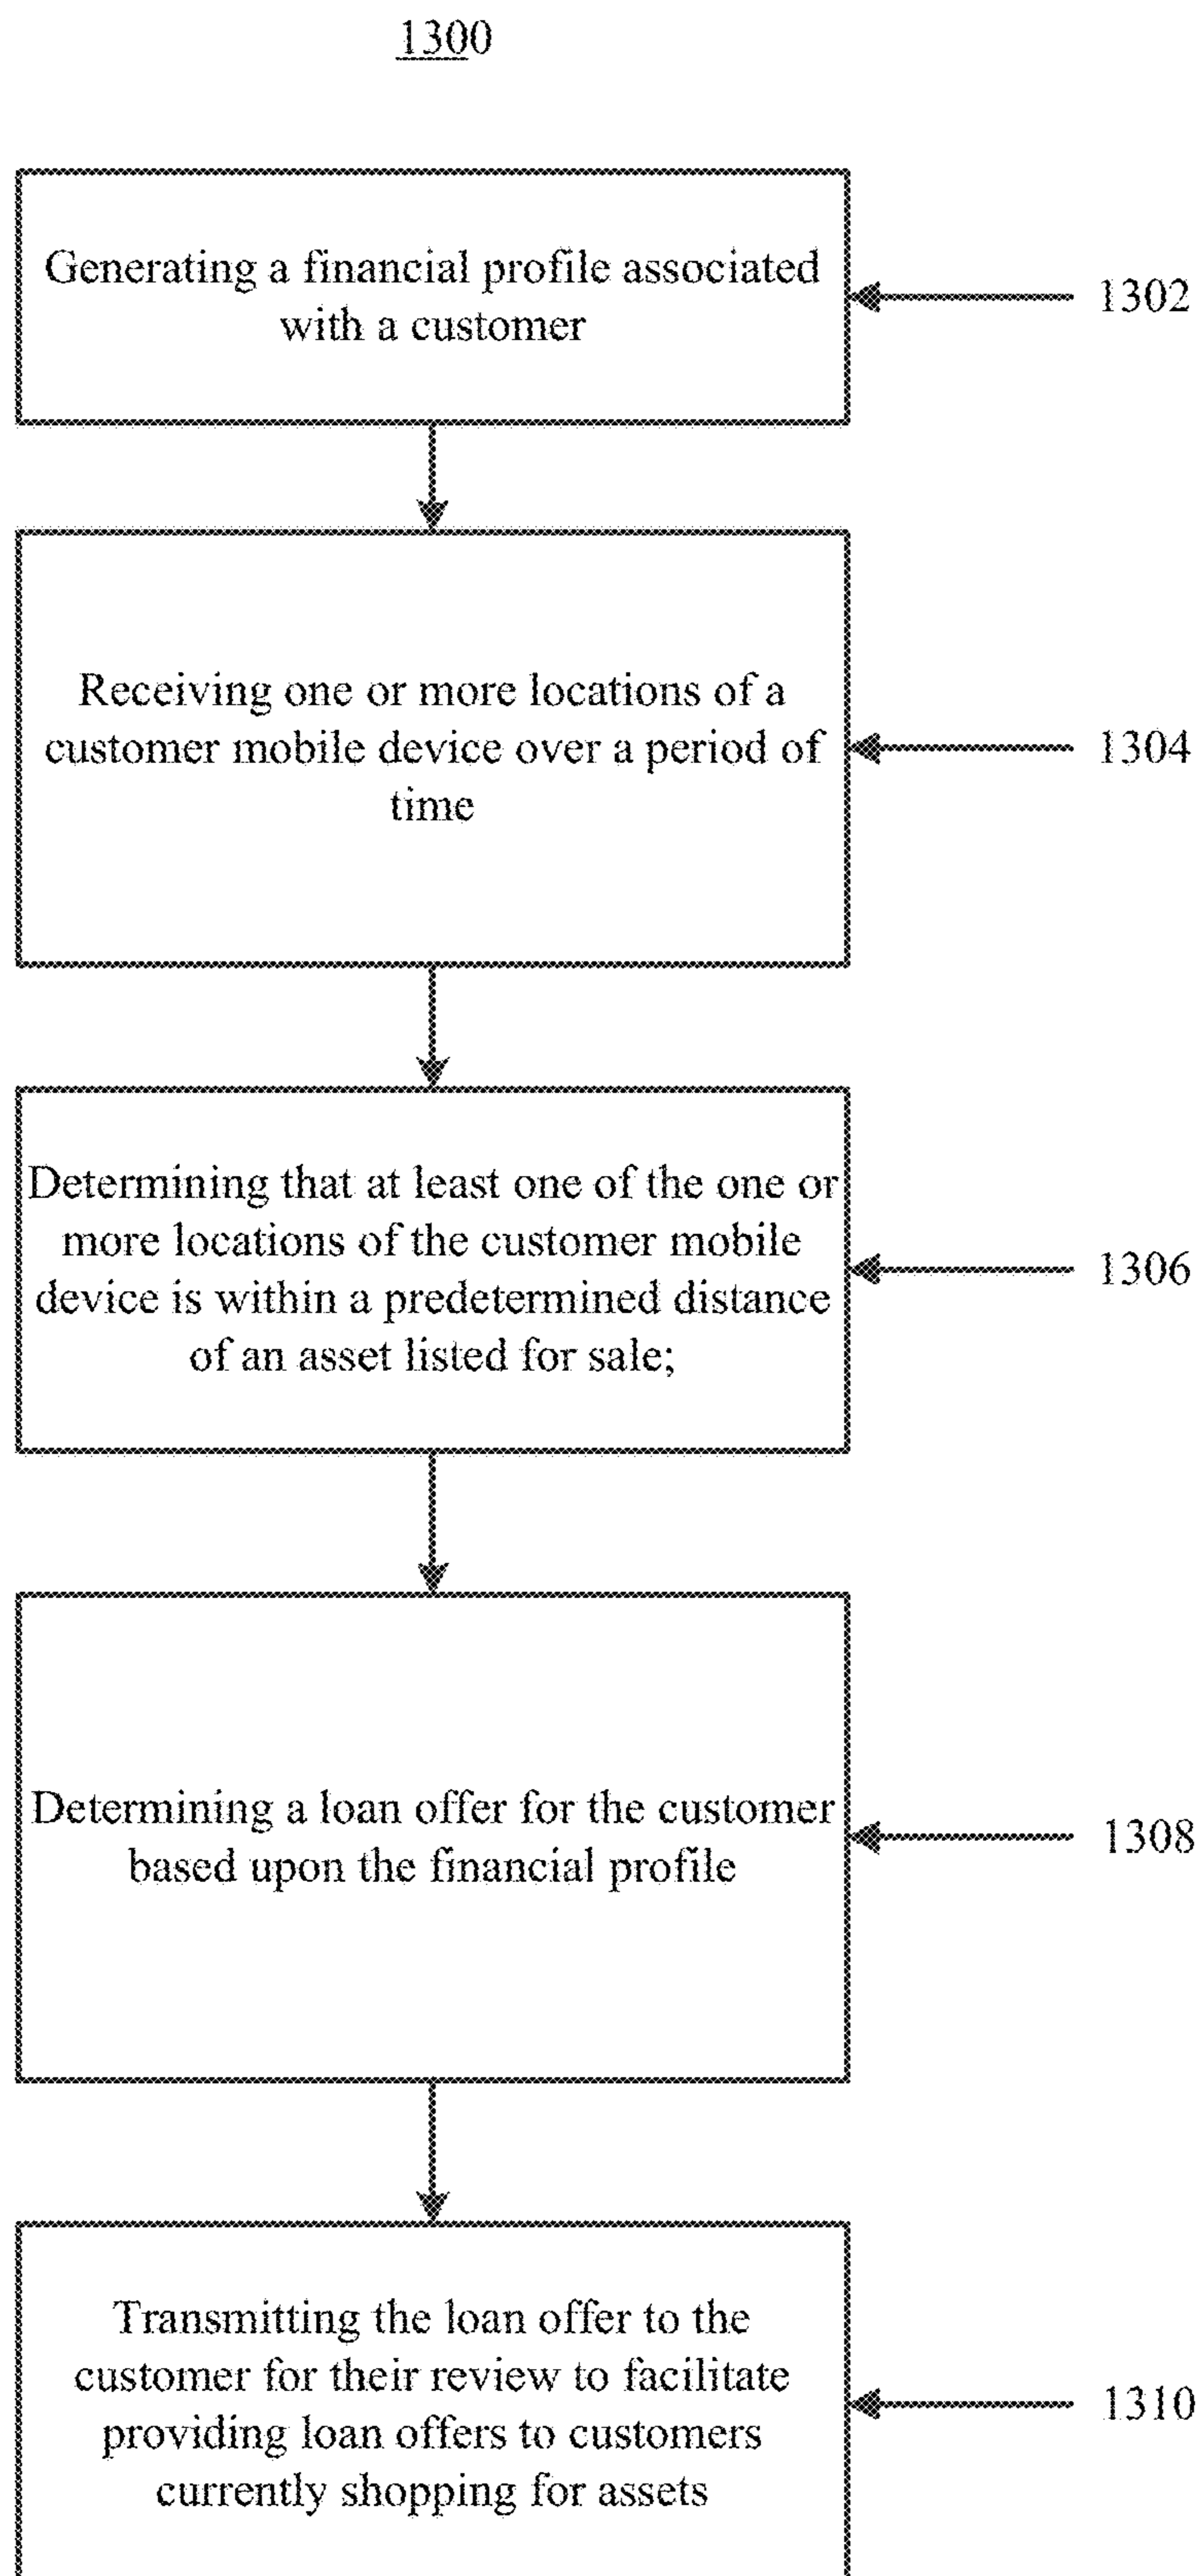 1300
Generating a financial profile associated
with a customer
1302
Receiving one or more locations of a
customer mobile device over a period of
time
1304
Determining that at least one of the one or
more locations of the customer mobile
device is within a predetermined distance
of an asset listed for sale;
1306
Determining a loan offer for the customer
based upon the financial profile
1308
Transmitting the loan offer to the
customer for their review to facilitate
providing loan offers to customers
currently shopping for assets
1310